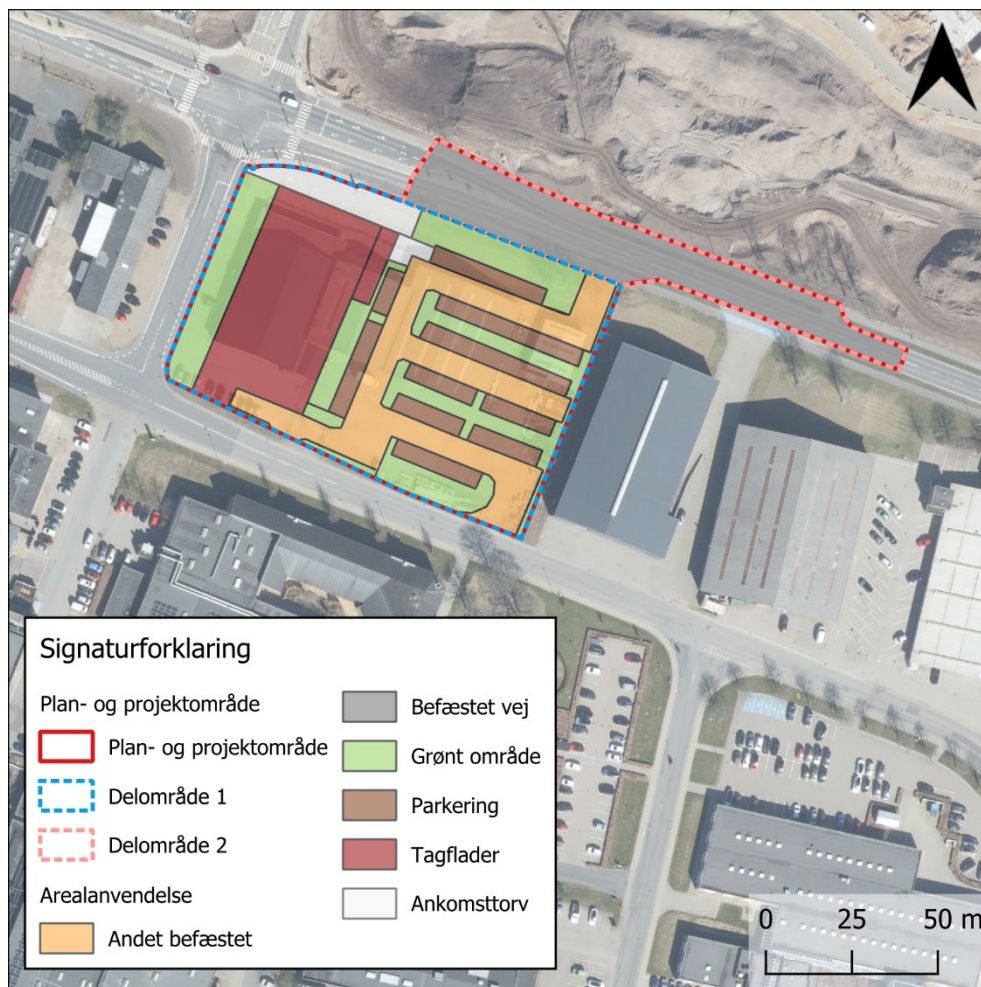 Signaturforklaring
Plan- og projektområde
Plan- og projektområde
Delområde 1
Delområde 2
Arealanvendelse
Andet befæstet
Befæstet vej
Grønt område
Parkering
Tagflader
Ankomsttorv
0 25 50 m